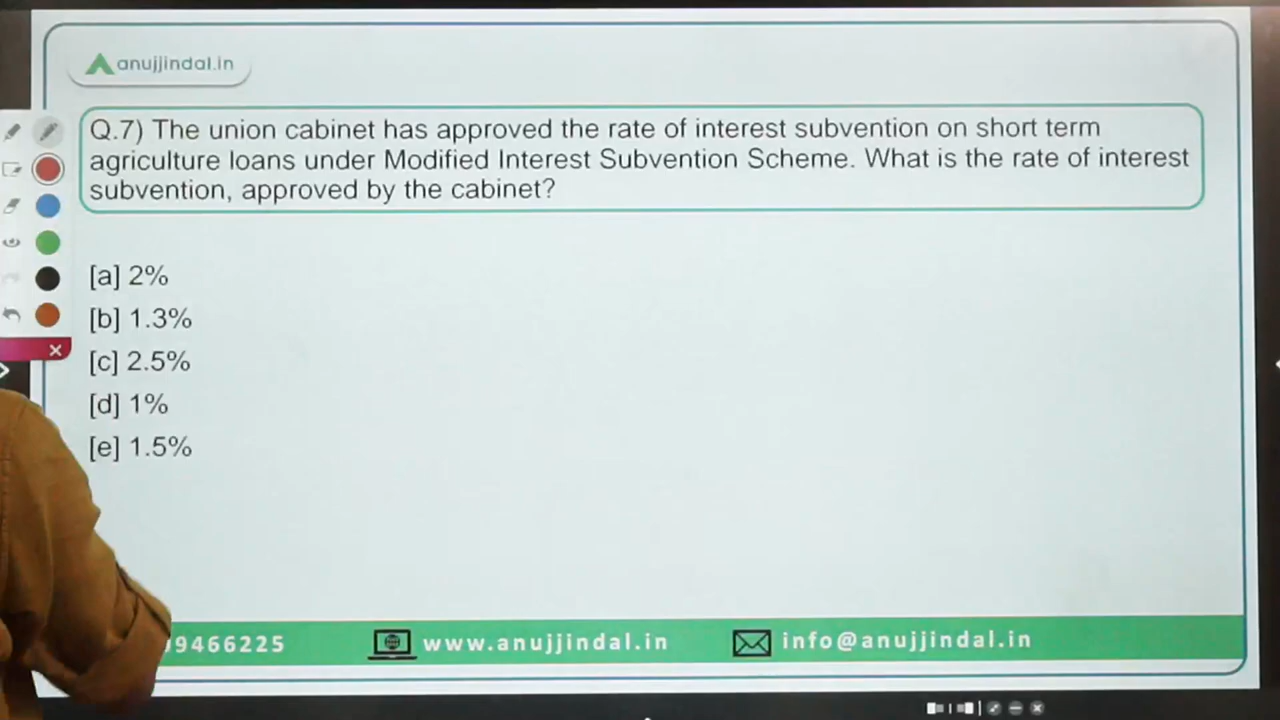 anujjindal.in
Q.7) The union cabinet has approved the rate of interest subvention on short term
agriculture loans under Modified Interest Subvention Scheme. What is the rate of interest
subvention, approved by the cabinet?
[a] 2%
[b] 1.3%
[c] 2.5%
[d] 1%
[e] 1.5%
9466225 www.anujjindal.in info@anujjindal.in